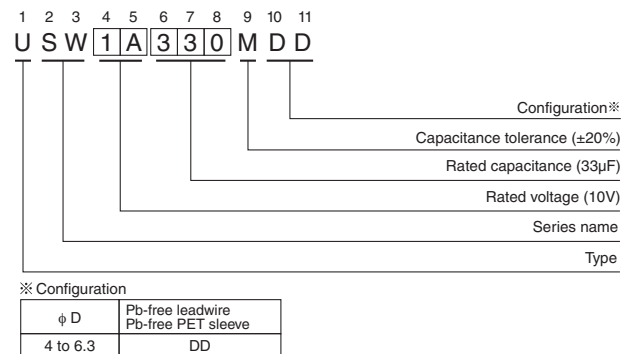 1 2 3 4 5 6 7 8 9 10 11
U S W 1 A 3 3 0 M D D
Configuration※
Capacitance tolerance (±20%)
Rated capacitance (33µF)
Rated voltage (10V)
Series name
Type
※ Configuration
ϕ D
Pb-free leadwire
Pb-free PET sleeve
4 to 6.3
DD